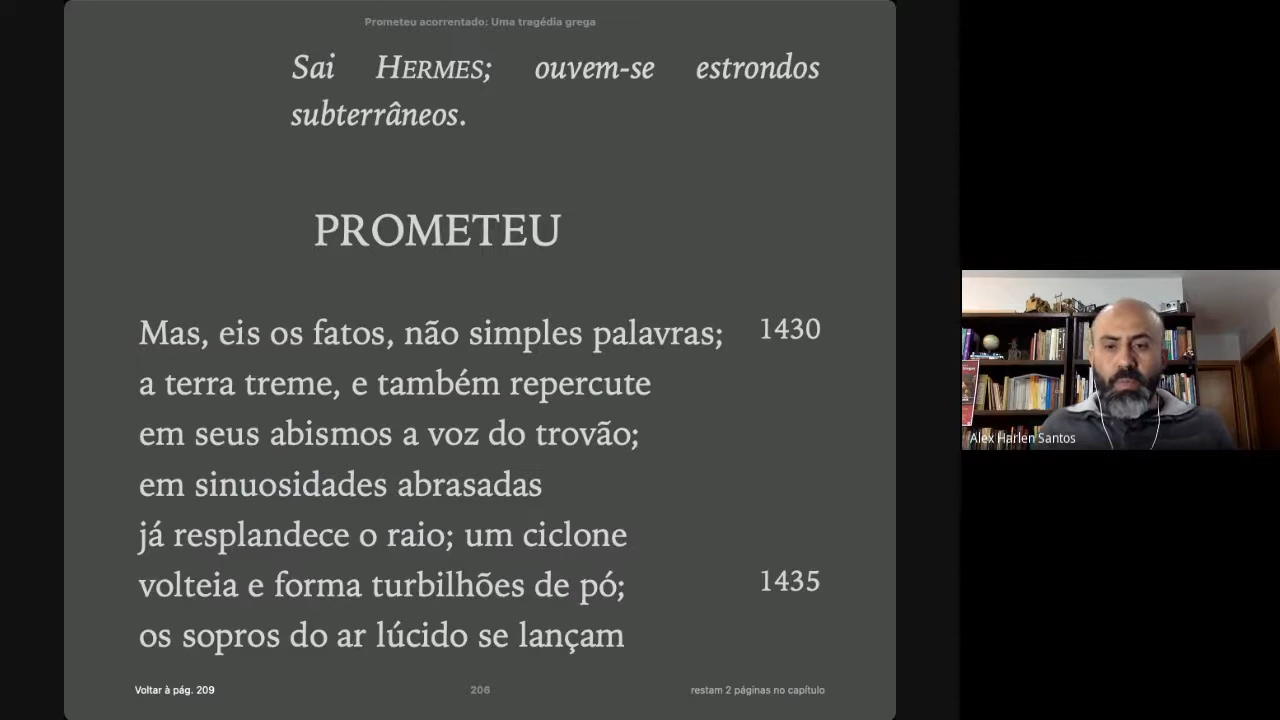 Prometeu acorrentado: Uma tragédia grega
Sai HERMES; ouvem-se estrondos
subterrâneos.
PROMETEU
Mas, eis os fatos, não simples palavras; 1430
a terra treme, e também repercute
em seus abismos a voz do trovão;
em sinuosidades abrasadas
já resplandece o raio; um ciclone
volteia e forma turbilhões de pó; 1435
os sopros do ar lúcido se lançam
Voltar à pág. 209 206 restam 2 páginas no capítulo
Alex Harlen Santos